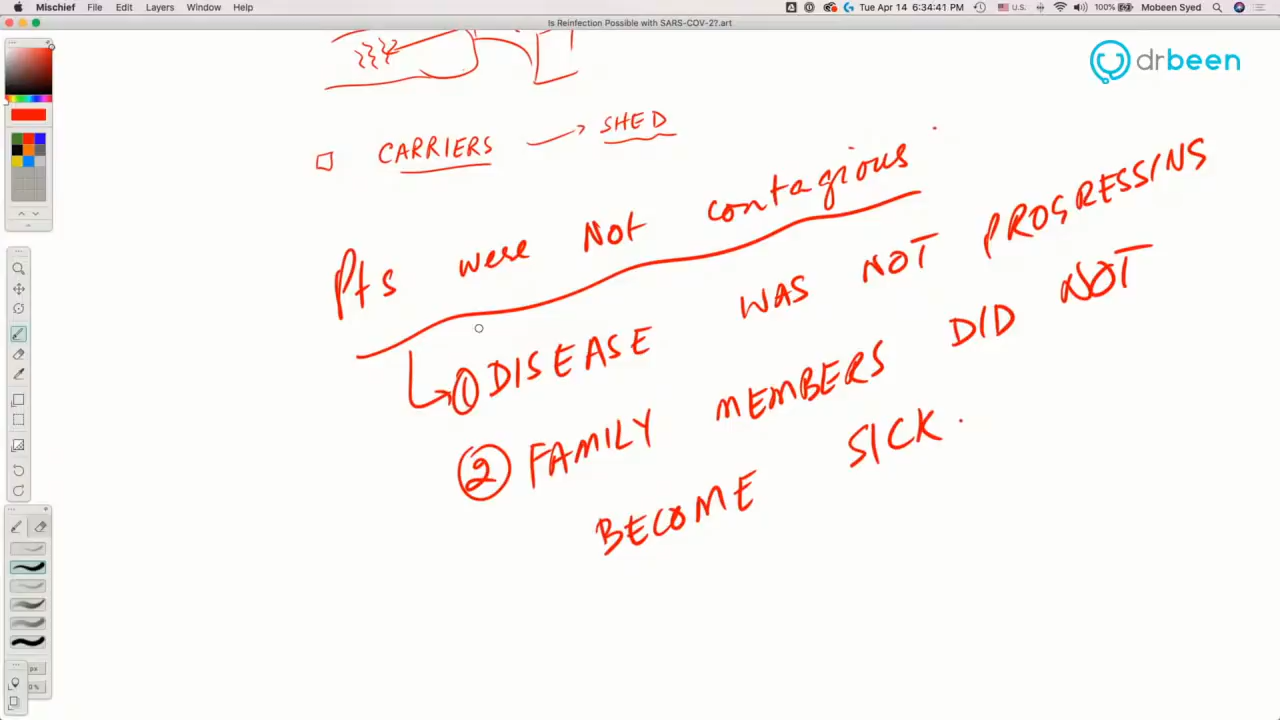 Mischief File Edit Layers Window Help 100% Tue Apr 14 6:34:41 PM Mobeen Syed
U.S.
Is Reinfection Possible with SARS-COV-2?.art
drbeen
CARRIERS → SHED
Pts were Not contagious
① DISEASE WAS NOT PROGRESSING
② FAMILY MEMBERS DID NOT
BECOME SICK.
px
0%